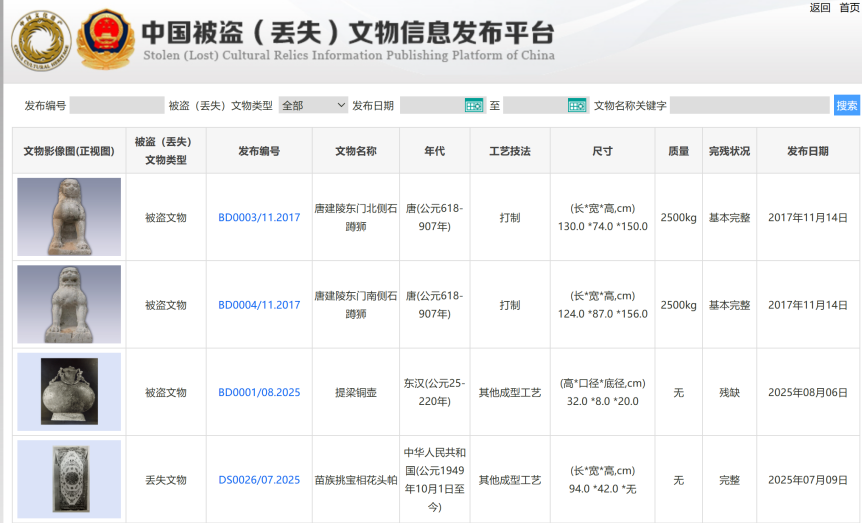 返回 首页
中国被盗（丢失）文物信息发布平台
Stolen (Lost) Cultural Relics Information Publishing Platform of China
发布编号 被盗（丢失）文物类型 全部 发布日期 至 文物名称关键字 搜索
文物影像图(正视图) 被盗（丢失）文物类型 发布编号 文物名称 年代 工艺技法 尺寸 质量 完残状况 发布日期
被盗文物 BD0003/11.2017 唐建陵东门北侧石蹲狮 唐(公元618-907年) 打制 (长*宽*高,cm) 130.0 *74.0 *150.0 2500kg 基本完整 2017年11月14日
被盗文物 BD0004/11.2017 唐建陵东门南侧石蹲狮 唐(公元618-907年) 打制 (长*宽*高,cm) 124.0 *87.0 *156.0 2500kg 基本完整 2017年11月14日
被盗文物 BD0001/08.2025 提梁铜壶 东汉(公元25-220年) 其他成型工艺 (高*口径*底径,cm) 32.0 *8.0 *20.0 无 残缺 2025年08月06日
丢失文物 DS0026/07.2025 苗族挑宝相花头帕 中华人民共和国(公元1949年10月1日至今) 其他成型工艺 (长*宽*高,cm) 94.0 *42.0 *无 无 完整 2025年07月09日